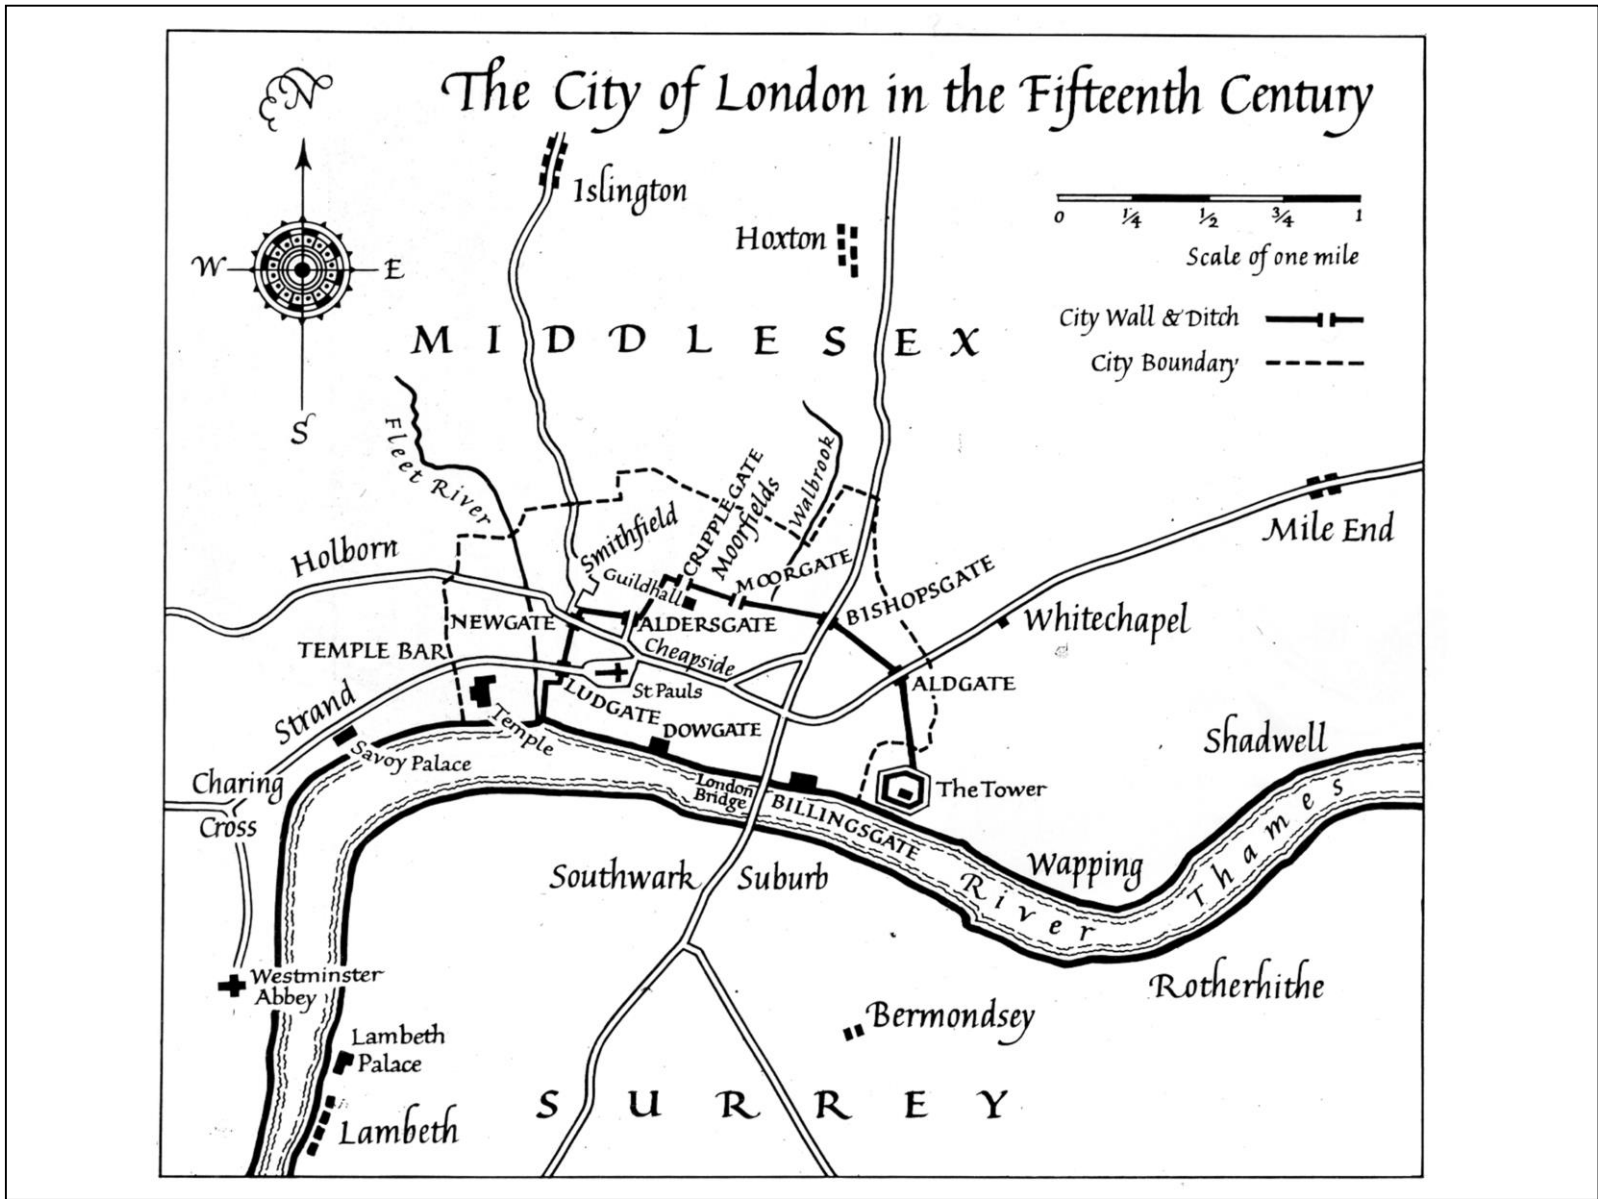 The City of London in the Fifteenth Century
N
W
E
S
Islington
Hoxton
0 ¼ ½ ¾ 1
Scale of one mile
City Wall & Ditch
City Boundary
MIDDLESEX
Fleet River
Walbrook
CRIPPLEGATE
Moorfields
Smithfield
Holborn
Guildhall
MOORGATE
BISHOPSGATE
Mile End
Whitechapel
NEWGATE
ALDERSGATE
TEMPLE BAR
Cheapside
St Pauls
ALDGATE
LUDGATE
Strand
Temple
DOWGATE
Savoy Palace
Shadwell
Charing
Cross
London
Bridge
BILLINGSGATE
The Tower
Wapping
River Thames
Southwark Suburb
Westminster
Abbey
Rotherhithe
Bermondsey
Lambeth
Palace
Lambeth
SURREY